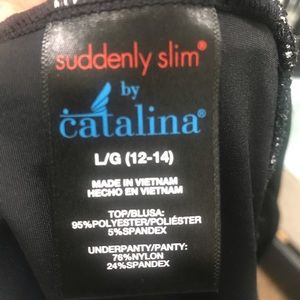 suddenly slim®
by
catalina®
L/G (12-14)
MADE IN VIETNAM
HECHO EN VIETNAM
TOP/BLUSA:
95%POLYESTER/POLIÉSTER
5%SPANDEX
UNDERPANTY/PANTY:
76%NYLON
24%SPANDEX